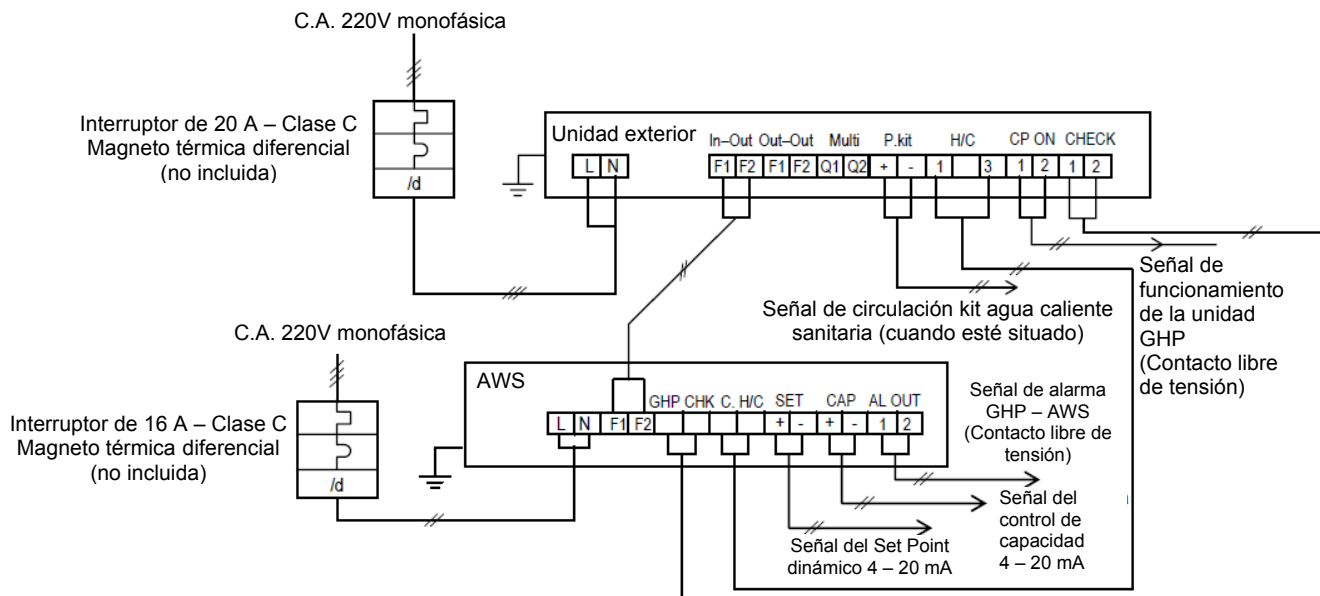 C.A. 220V monofásica
Interruptor de 20 A – Clase C
Magneto térmica diferencial
(no incluida)
/d
Unidad exterior
In–Out Out–Out Multi P.kit H/C CP ON CHECK
L N F1 F2 F1 F2 Q1 Q2 + - 1 3 1 2 1 2
Señal de
funcionamiento
de la unidad
GHP
(Contacto libre
de tensión)
Señal de circulación kit agua caliente
sanitaria (cuando esté situado)
C.A. 220V monofásica
Interruptor de 16 A – Clase C
Magneto térmica diferencial
(no incluida)
/d
AWS
GHP CHK C. H/C SET CAP AL OUT
L N F1 F2 + - + - 1 2
Señal de alarma
GHP – AWS
(Contacto libre de
tensión)
Señal del
control de
capacidad
4 – 20 mA
Señal del Set Point
dinámico 4 – 20 mA